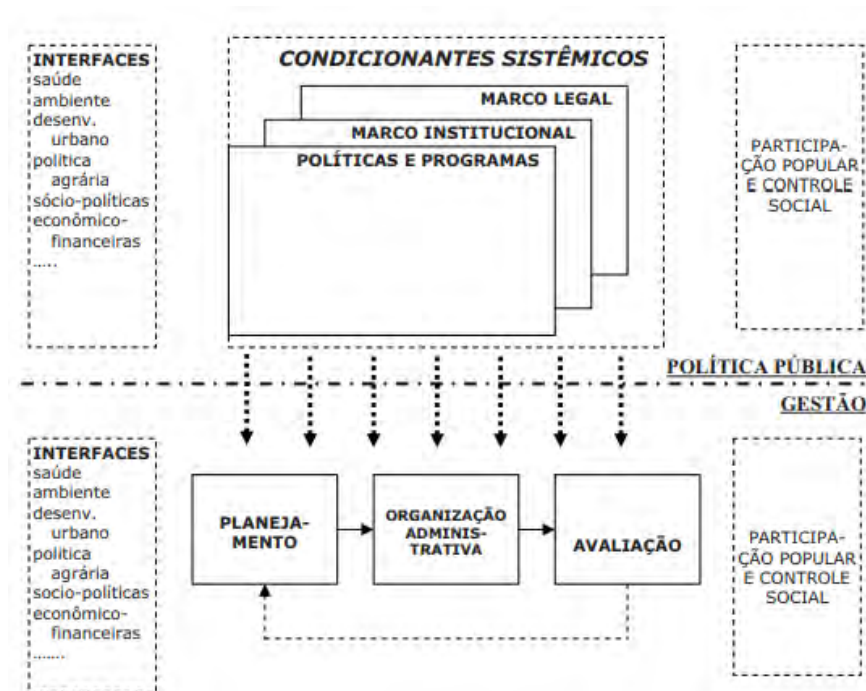 INTERFACES
saúde
ambiente
desenv.
urbano
política
agrária
sócio-políticas
econômico-
financeiras
.....
CONDICIONANTES SISTÊMICOS
MARCO LEGAL
MARCO INSTITUCIONAL
POLÍTICAS E PROGRAMAS
PARTICIPA-
ÇÃO POPULAR
E CONTROLE
SOCIAL
POLÍTICA PÚBLICA
GESTÃO
INTERFACES
saúde
ambiente
desenv.
urbano
política
agrária
socio-políticas
econômico-
financeiras
.......
PLANEJA-
MENTO
ORGANIZAÇÃO
ADMINIS-
TRATIVA
AVALIAÇÃO
PARTICIPA-
ÇÃO POPULAR
E CONTROLE
SOCIAL